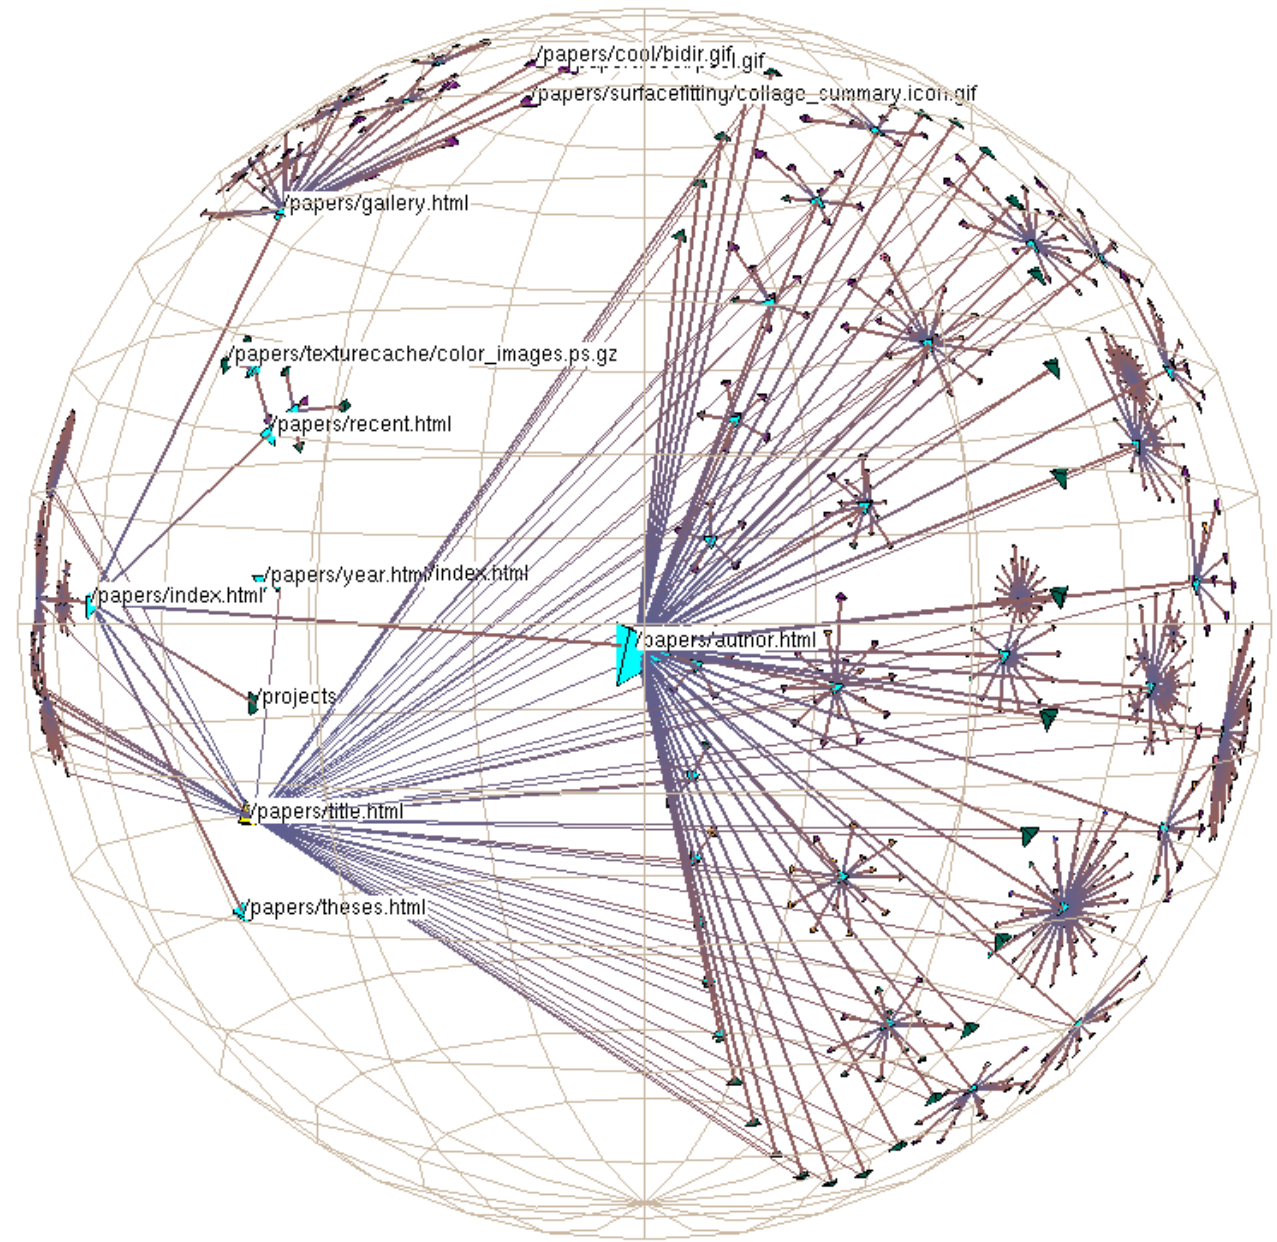 /papers/cool/bidir.gif
.gif
/papers/surfacefitting/collage_summary.icon.gif
/papers/gallery.html
/papers/texturecache/color_images.ps.gz
/papers/recent.html
/papers/year.html/index.html
/papers/index.html
/papers/author.html
/projects
/papers/title.html
/papers/theses.html